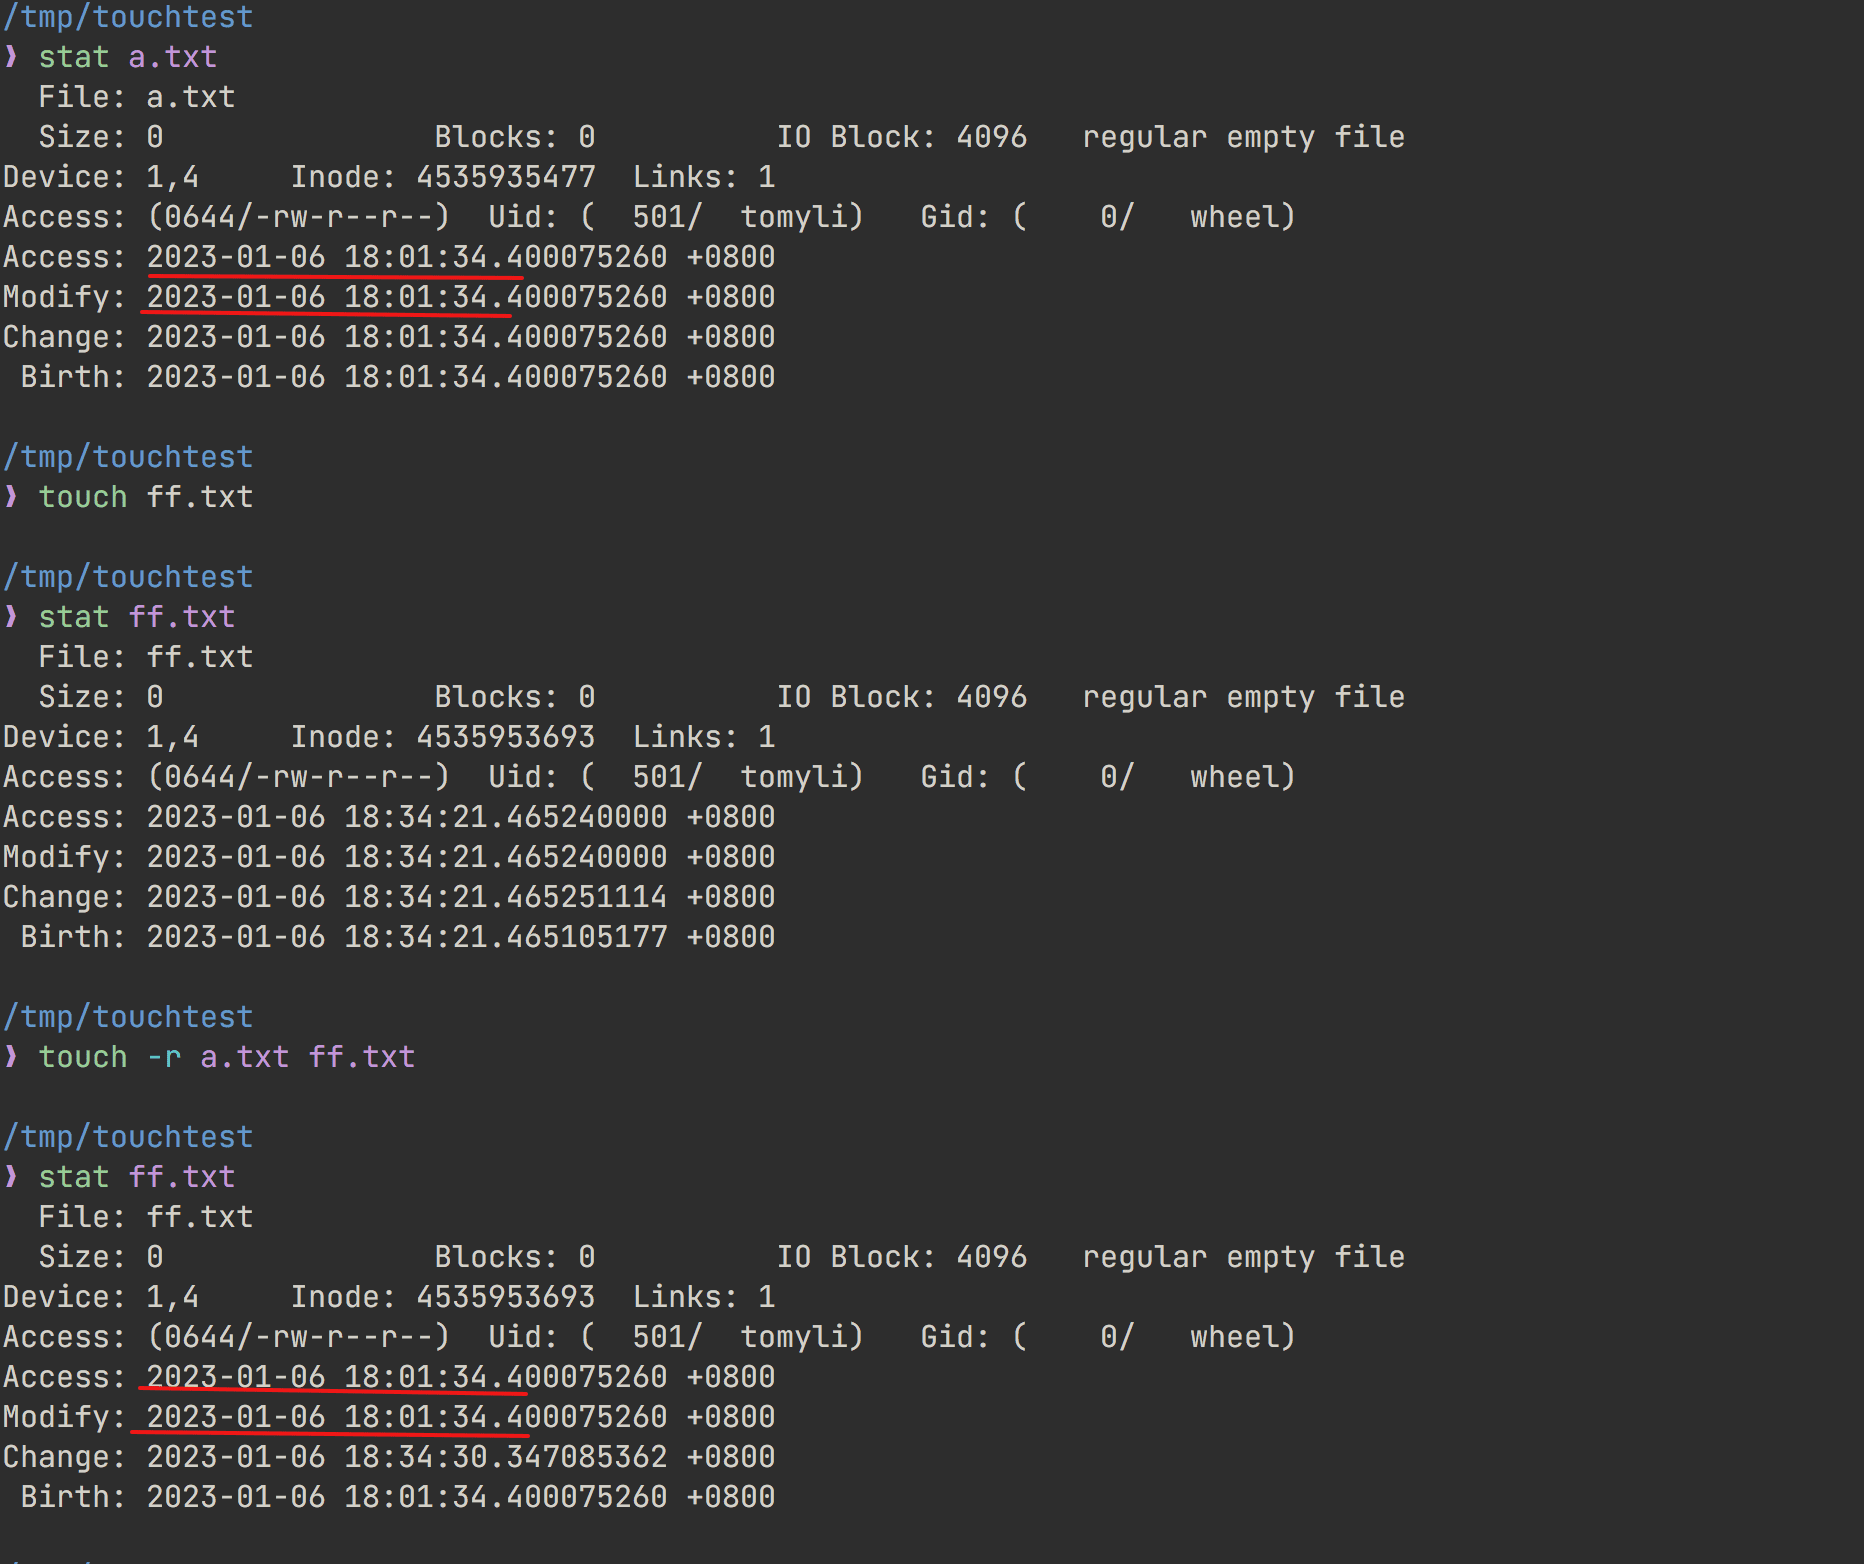 /tmp/touchtest
❯ stat a.txt
  File: a.txt
  Size: 0               Blocks: 0          IO Block: 4096   regular empty file
Device: 1,4     Inode: 4535935477  Links: 1
Access: (0644/-rw-r--r--)  Uid: (  501/  tomyli)   Gid: (    0/   wheel)
Access: 2023-01-06 18:01:34.400075260 +0800
Modify: 2023-01-06 18:01:34.400075260 +0800
Change: 2023-01-06 18:01:34.400075260 +0800
 Birth: 2023-01-06 18:01:34.400075260 +0800
/tmp/touchtest
❯ touch ff.txt
/tmp/touchtest
❯ stat ff.txt
  File: ff.txt
  Size: 0               Blocks: 0          IO Block: 4096   regular empty file
Device: 1,4     Inode: 4535953693  Links: 1
Access: (0644/-rw-r--r--)  Uid: (  501/  tomyli)   Gid: (    0/   wheel)
Access: 2023-01-06 18:34:21.465240000 +0800
Modify: 2023-01-06 18:34:21.465240000 +0800
Change: 2023-01-06 18:34:21.465251114 +0800
 Birth: 2023-01-06 18:34:21.465105177 +0800
/tmp/touchtest
❯ touch -r a.txt ff.txt
/tmp/touchtest
❯ stat ff.txt
  File: ff.txt
  Size: 0               Blocks: 0          IO Block: 4096   regular empty file
Device: 1,4     Inode: 4535953693  Links: 1
Access: (0644/-rw-r--r--)  Uid: (  501/  tomyli)   Gid: (    0/   wheel)
Access: 2023-01-06 18:01:34.400075260 +0800
Modify: 2023-01-06 18:01:34.400075260 +0800
Change: 2023-01-06 18:34:30.347085362 +0800
 Birth: 2023-01-06 18:01:34.400075260 +0800